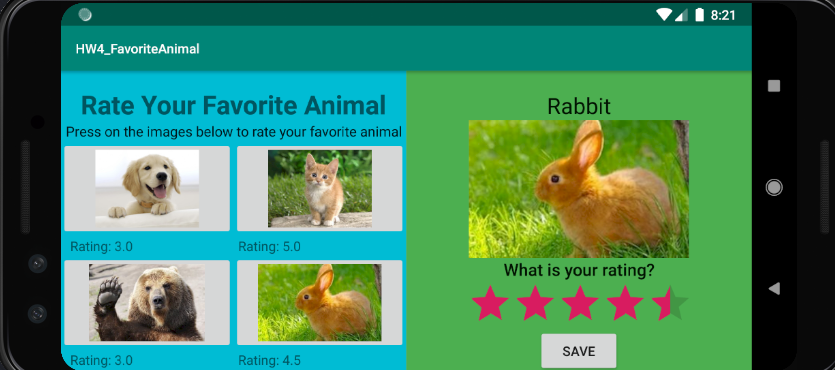 8:21
HW4_FavoriteAnimal
Rate Your Favorite Animal
Press on the images below to rate your favorite animal
Rating: 3.0
Rating: 5.0
Rating: 3.0
Rating: 4.5
Rabbit
What is your rating?
SAVE